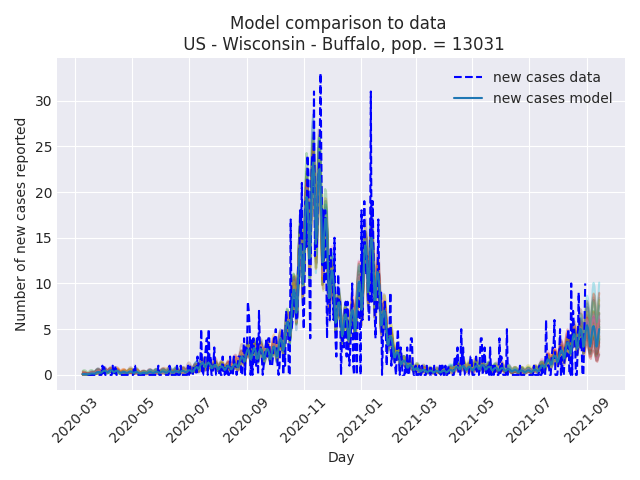 Model comparison to data
US - Wisconsin - Buffalo, pop. = 13031
new cases data
new cases model
Number of new cases reported
30
25
20
15
10
5
0
2020-03
2020-05
2020-07
2020-09
2020-11
2021-01
2021-03
2021-05
2021-07
2021-09
Day